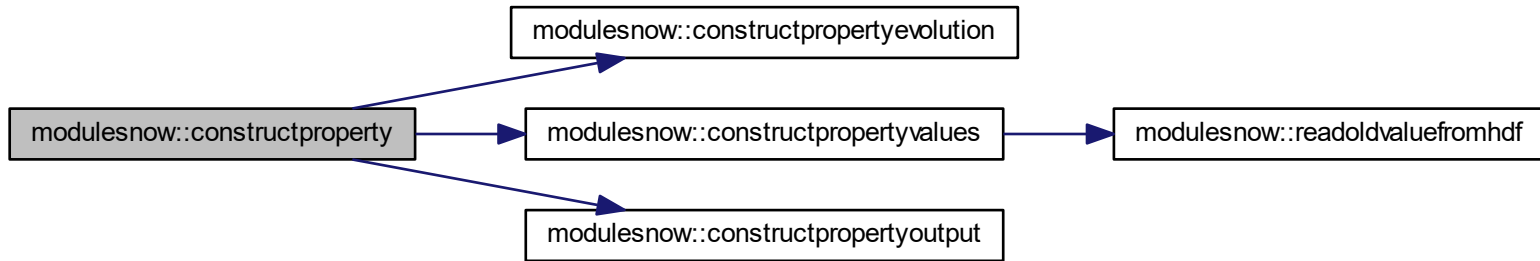 modulesnow::constructpropertyevolution
modulesnow::constructproperty
modulesnow::constructpropertyvalues
modulesnow::readoldvaluefromhdf
modulesnow::constructpropertyoutput